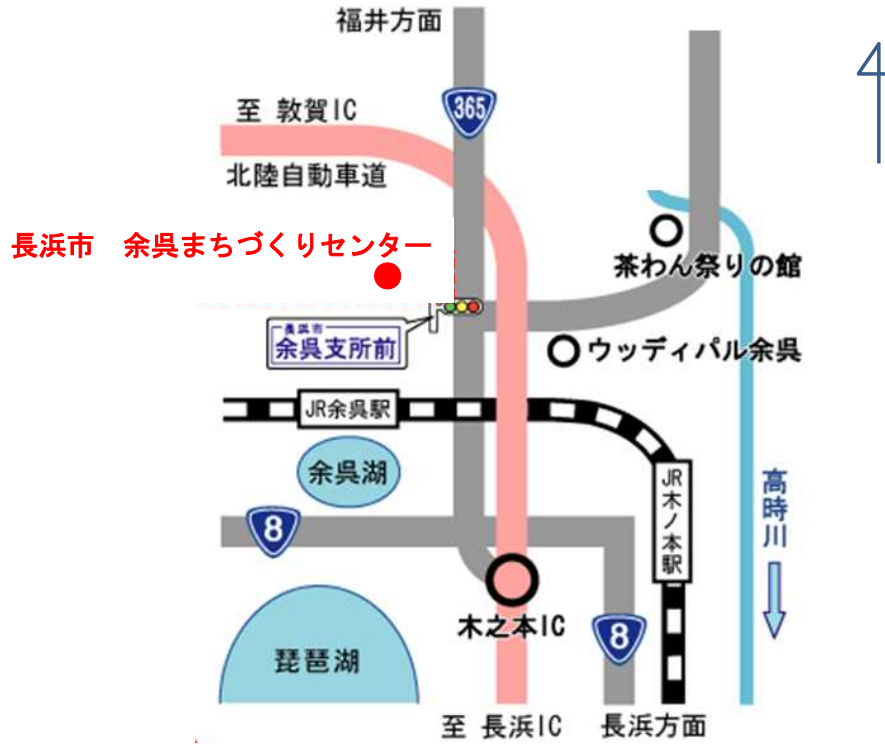 福井方面
365
至 敦賀IC
北陸自動車道
長浜市 余呉まちづくりセンター
茶わん祭りの館
長浜市
余呉支所前
ウッディパル余呉
JR余呉駅
余呉湖
JR木ノ本駅
高時川
8
木之本IC
8
琵琶湖
至 長浜IC
長浜方面